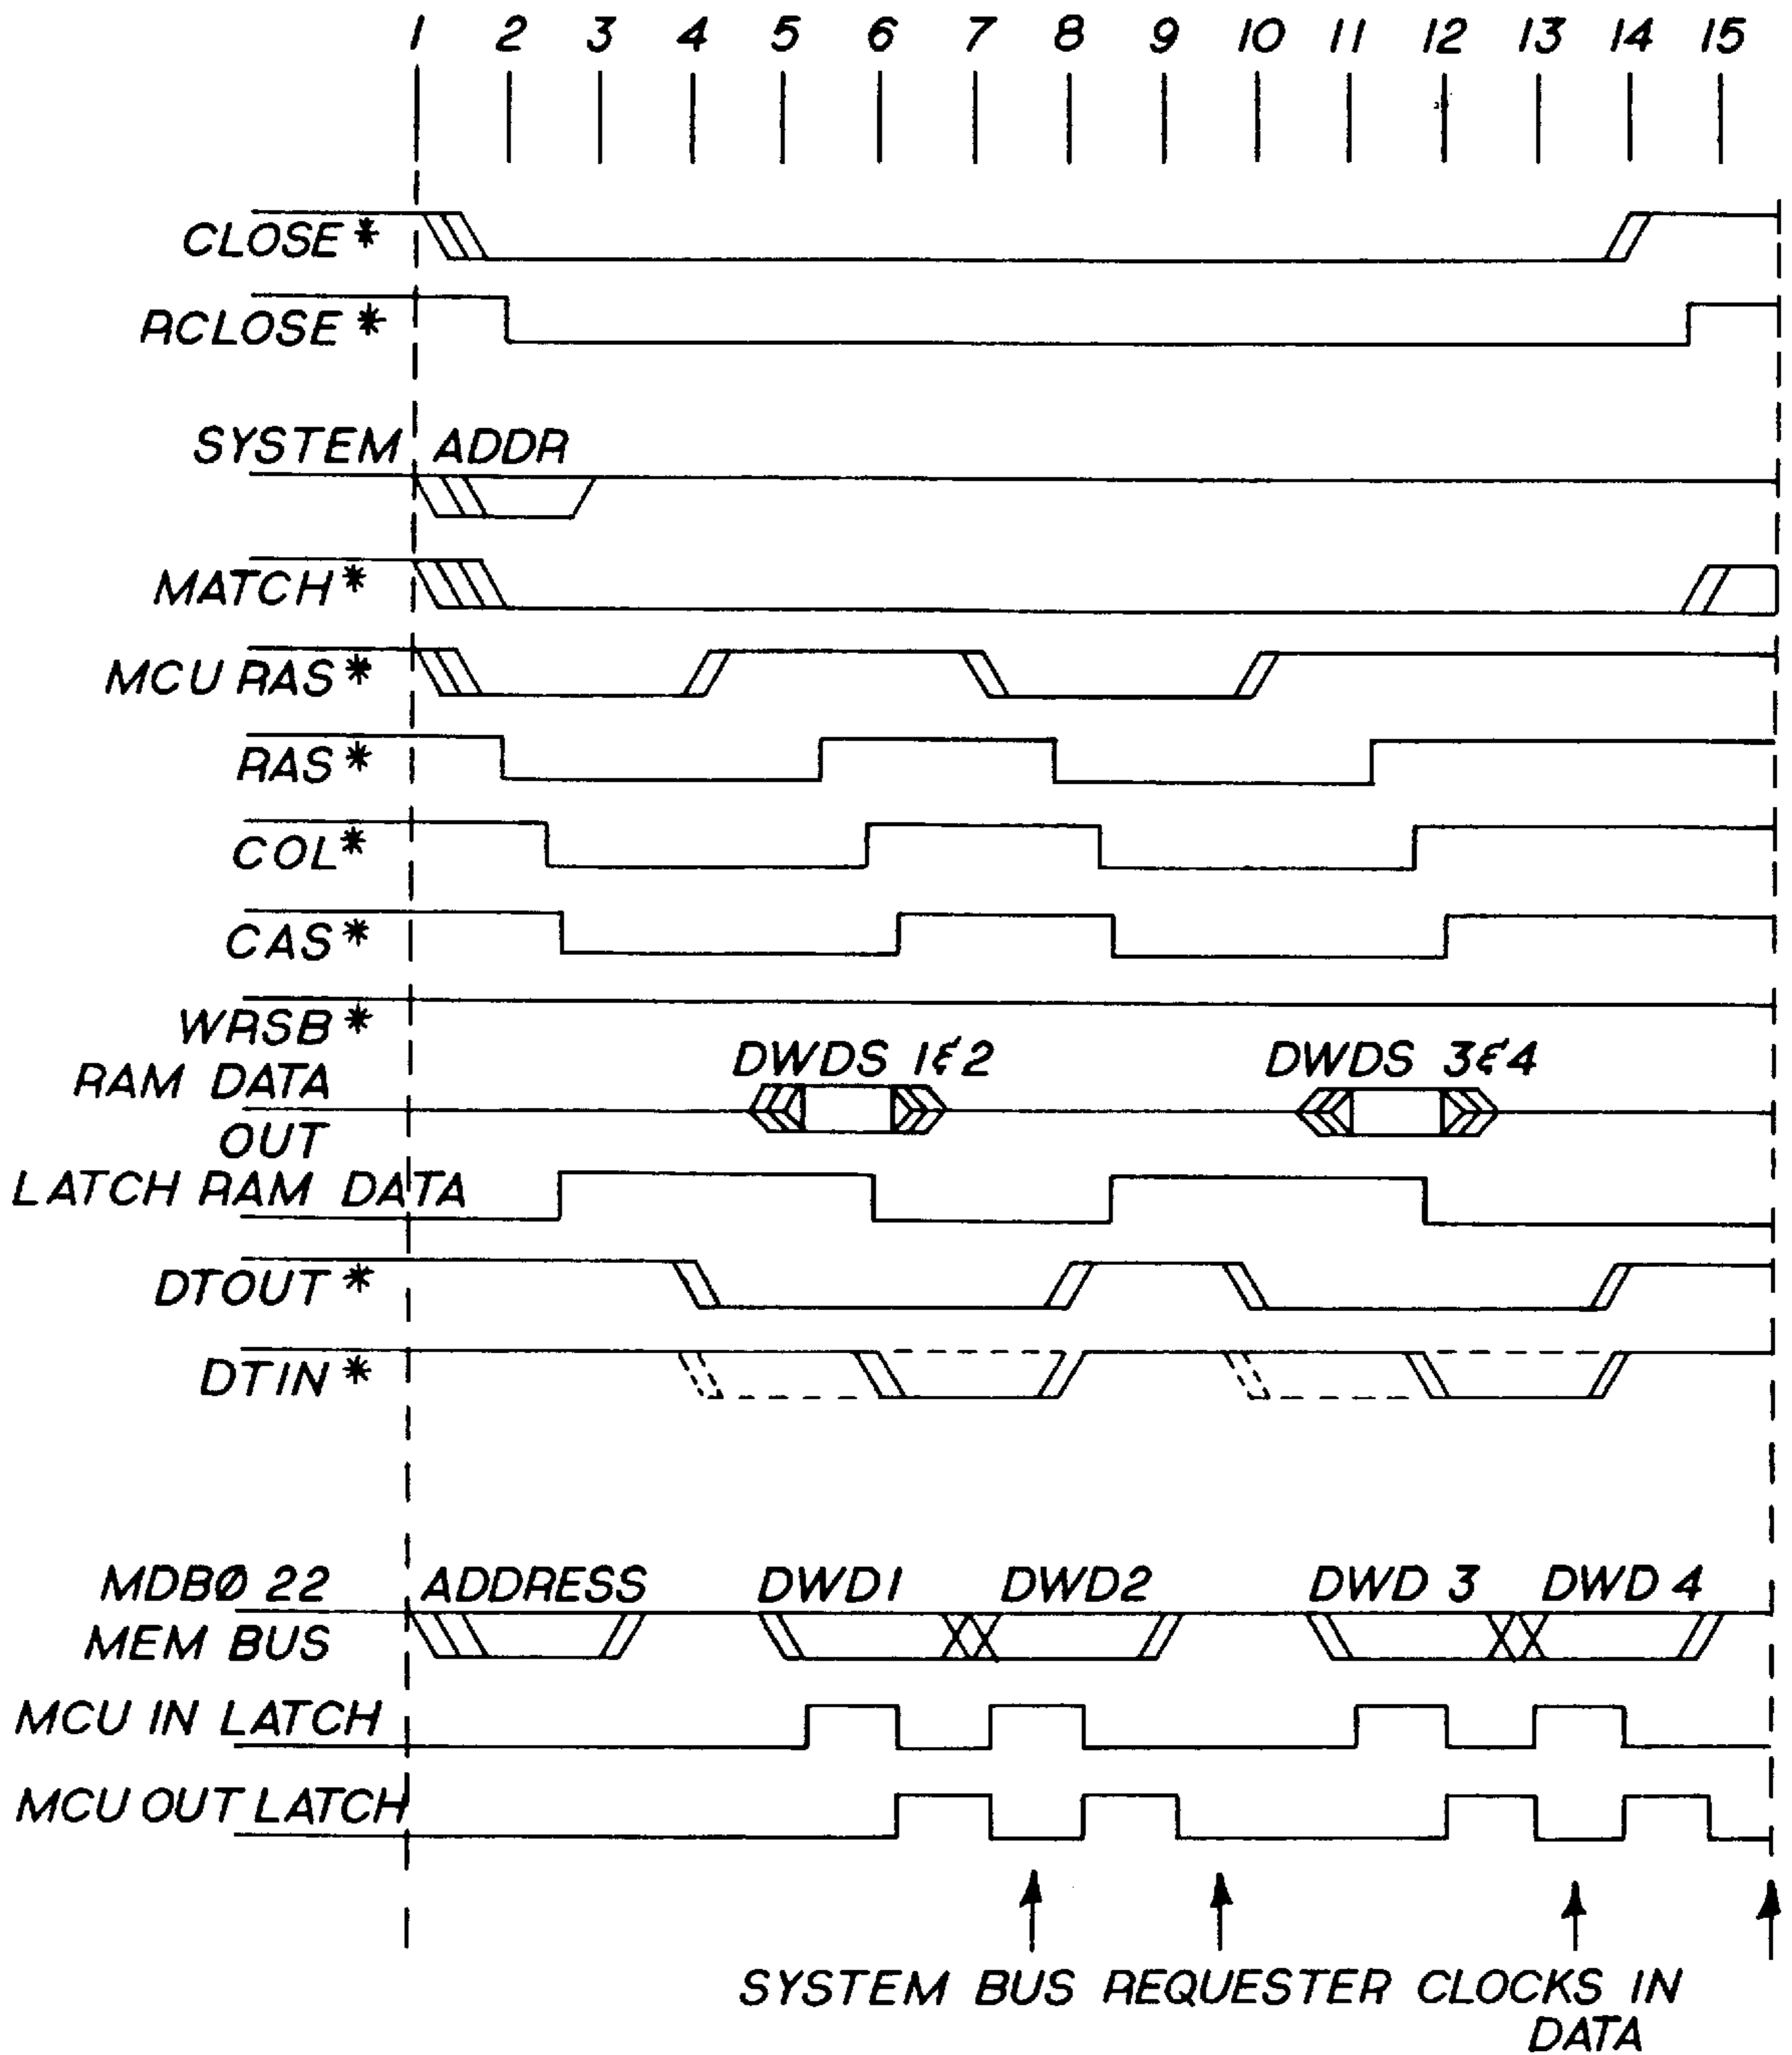 1 2 3 4 5 6 7 8 9 10 11 12 13 14 15
CLOSE*
RCLOSE*
SYSTEM ADDR
MATCH*
MCU RAS*
RAS*
COL*
CAS*
WRSB*
DWDS 1&2 DWDS 3&4
RAM DATA
OUT
LATCH RAM DATA
DTOUT*
DTIN*
MDBØ 22 ADDRESS DWD1 DWD2 DWD 3 DWD 4
MEM BUS
MCU IN LATCH
MCU OUT LATCH
SYSTEM BUS REQUESTER CLOCKS IN
DATA